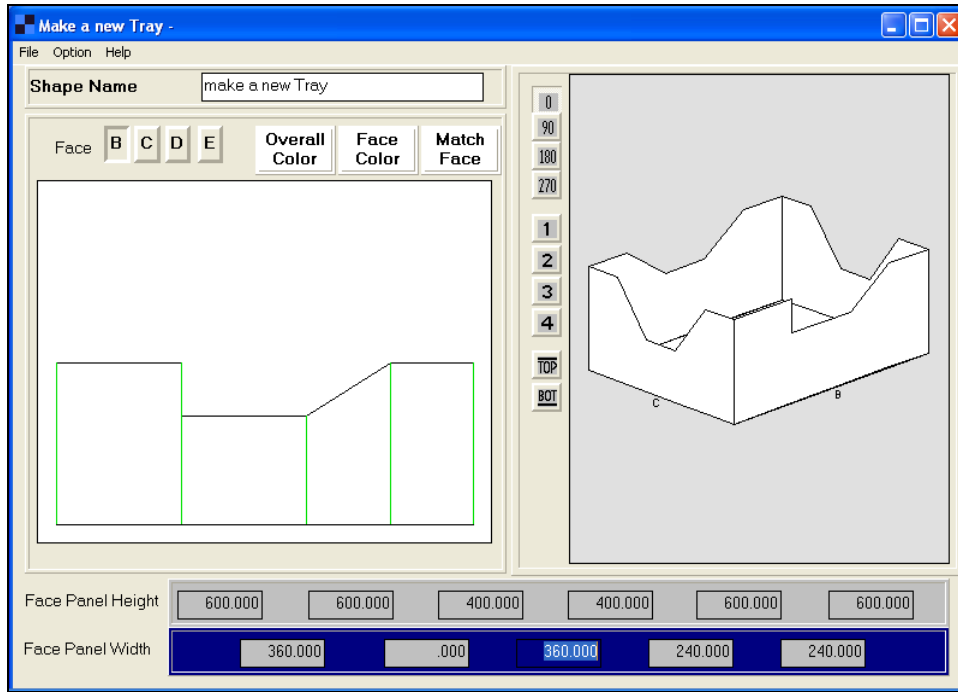 Make a new Tray -
File Option Help
Shape Name make a new Tray
Face B C D E Overall Color Face Color Match Face
0
90
180
270
1
2
3
4
TOP
BOT
C B
Face Panel Height 600.000 600.000 400.000 400.000 600.000 600.000
Face Panel Width 360.000 .000 360.000 240.000 240.000